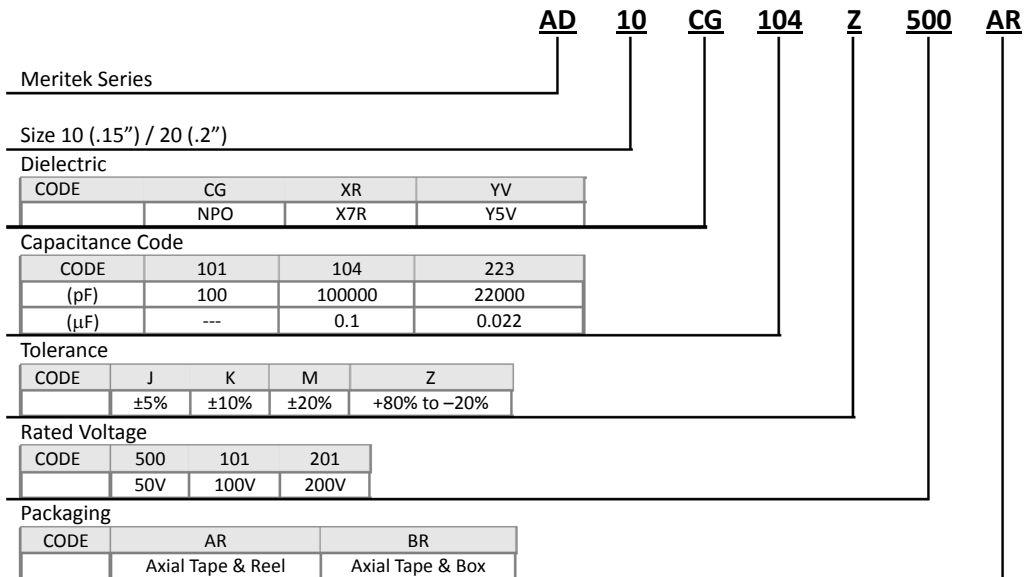 AD 10 CG 104 Z 500 AR
Meritek Series
Size 10 (.15”) / 20 (.2”)
Dielectric
CODE CG XR YV
NPO X7R Y5V
Capacitance Code
CODE 101 104 223
(pF) 100 100000 22000
(μF) --- 0.1 0.022
Tolerance
CODE J K M Z
±5% ±10% ±20% +80% to –20%
Rated Voltage
CODE 500 101 201
50V 100V 200V
Packaging
CODE AR BR
Axial Tape & Reel Axial Tape & Box